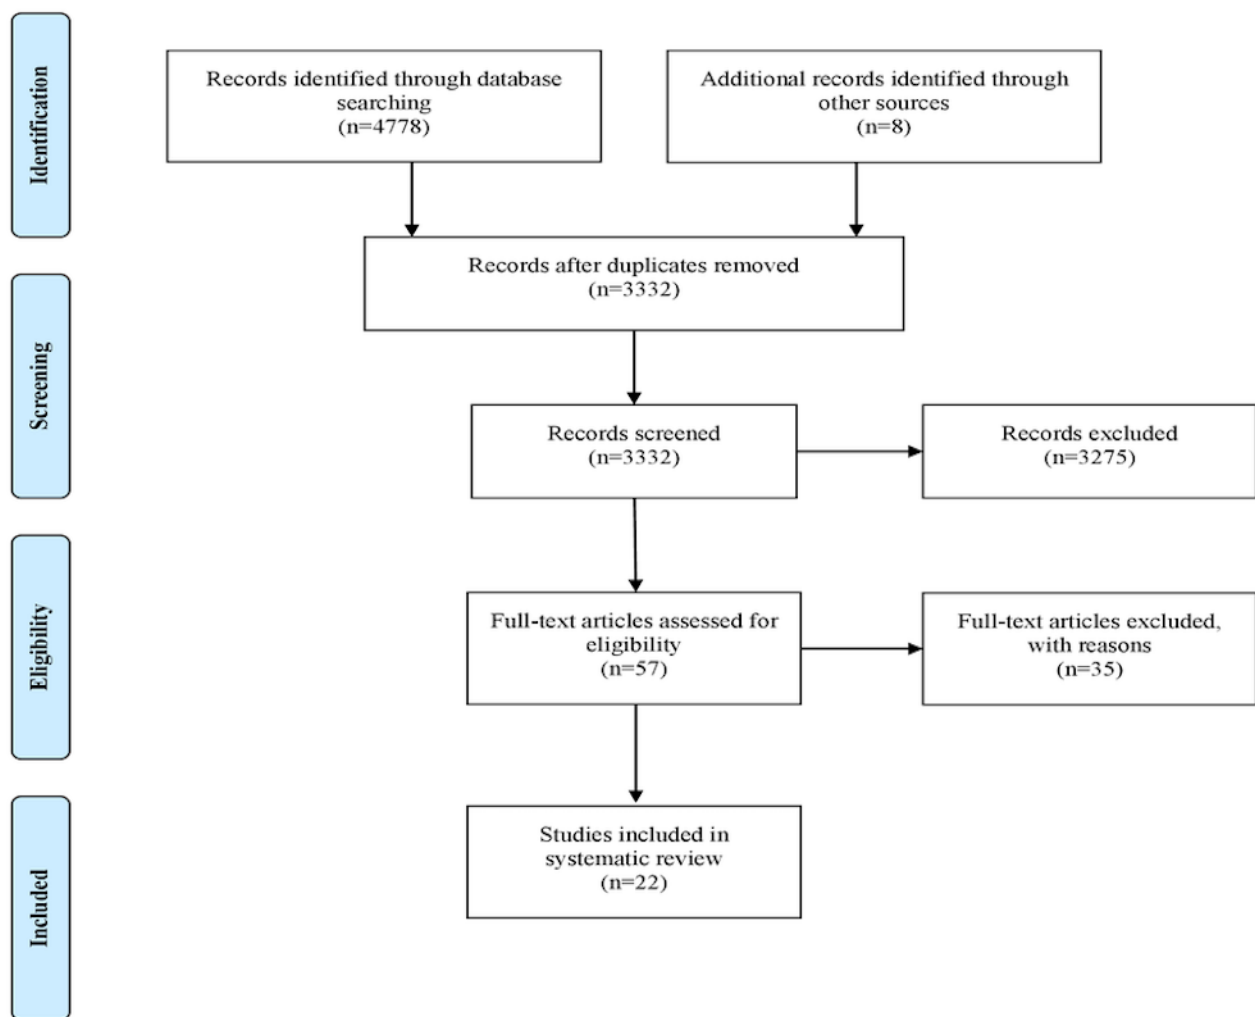 Identification
Records identified through database
searching
(n=4778)
Additional records identified through
other sources
(n=8)
Records after duplicates removed
(n=3332)
Screening
Records screened
(n=3332)
Records excluded
(n=3275)
Eligibility
Full-text articles assessed for
eligibility
(n=57)
Full-text articles excluded,
with reasons
(n=35)
Included
Studies included in
systematic review
(n=22)